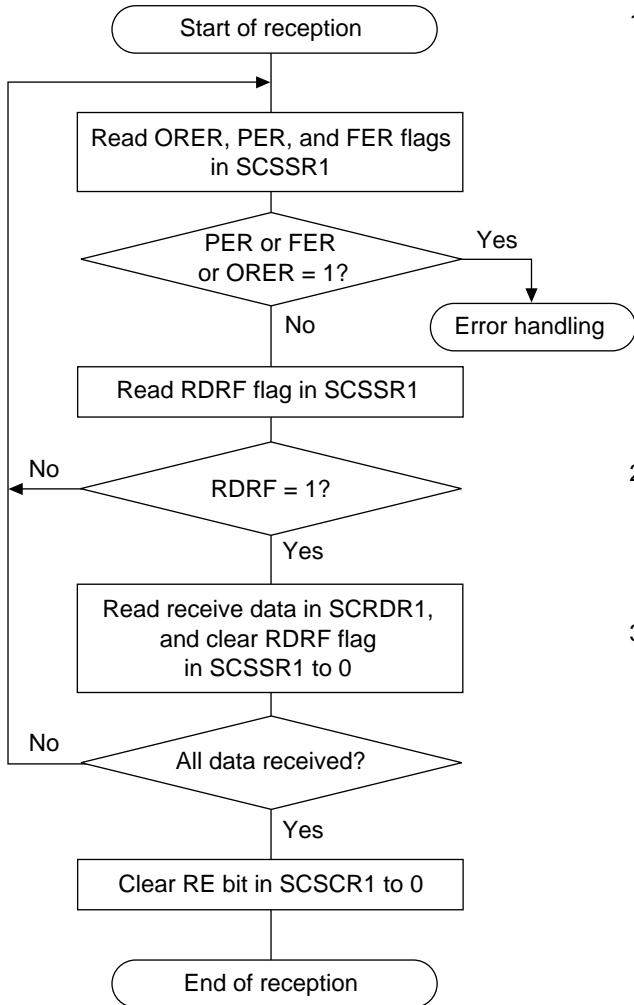 Start of reception
1
Read ORER, PER, and FER flags
in SCSSR1
PER or FER
or ORER = 1?
Yes
No
Error handling
Read RDRF flag in SCSSR1
No
RDRF = 1?
2
Yes
Read receive data in SCRDR1,
and clear RDRF flag
in SCSSR1 to 0
3
No
All data received?
Yes
Clear RE bit in SCSCR1 to 0
End of reception